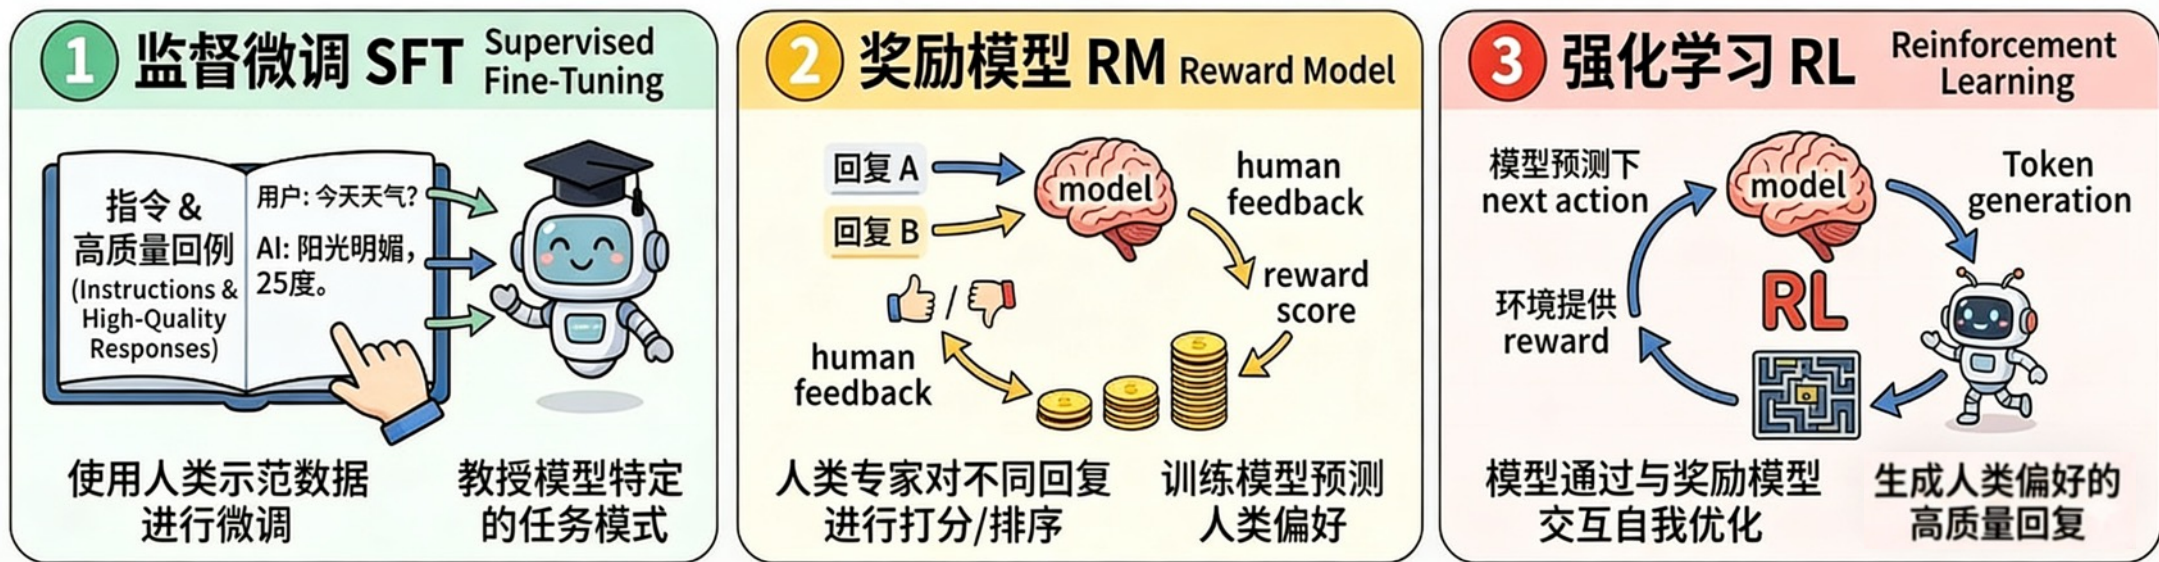 1 监督微调 SFT Supervised
Fine-Tuning
指令 &
高质量回例
(Instructions &
High-Quality
Responses)
用户: 今天天气?
AI: 阳光明媚,
25度。
使用人类示范数据
进行微调
教授模型特定
的任务模式
2 奖励模型 RM Reward Model
回复 A
回复 B
model
human
feedback
reward
score
/
human
feedback
人类专家对不同回复
进行打分/排序
训练模型预测
人类偏好
3 强化学习 RL Reinforcement
Learning
模型预测下
next action
model
Token
generation
RL
环境提供
reward
模型通过与奖励模型
交互自我优化
生成人类偏好的
高质量回复